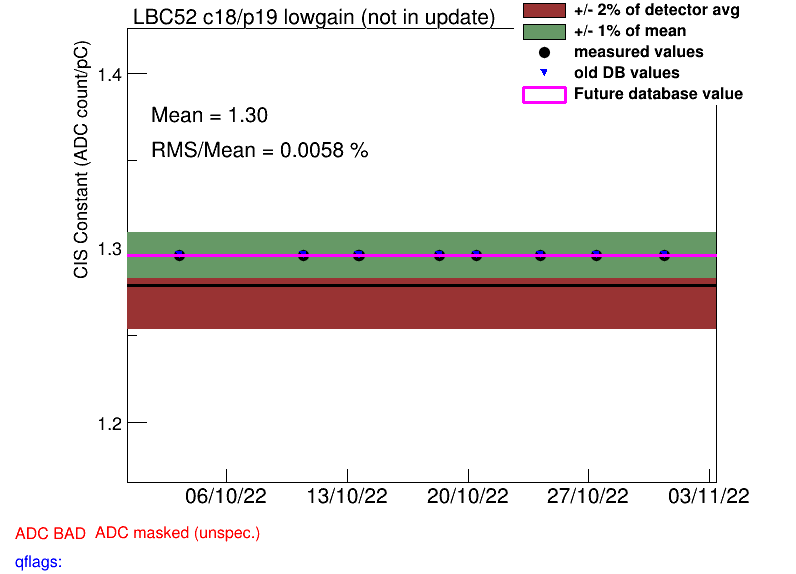 LBC52 c18/p19 lowgain (not in update)
+/- 2% of detector avg
+/- 1% of mean
measured values
old DB values
Future database value
CIS Constant (ADC count/pC)
Mean = 1.30
RMS/Mean = 0.0058 %
1.4
1.3
1.2
06/10/22 13/10/22 20/10/22 27/10/22 03/11/22
ADC BAD ADC masked (unspec.)
qflags: